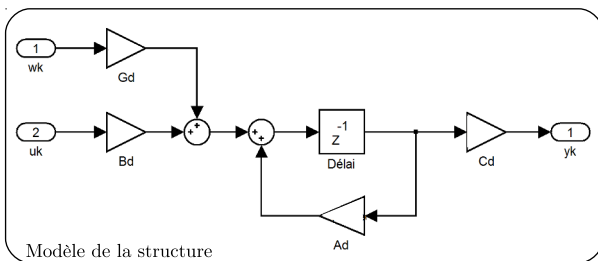 1
wk
Gd
+
+
2
uk
Bd
+
+
-1
Z
Délai
Cd
1
yk
Ad
Modèle de la structure